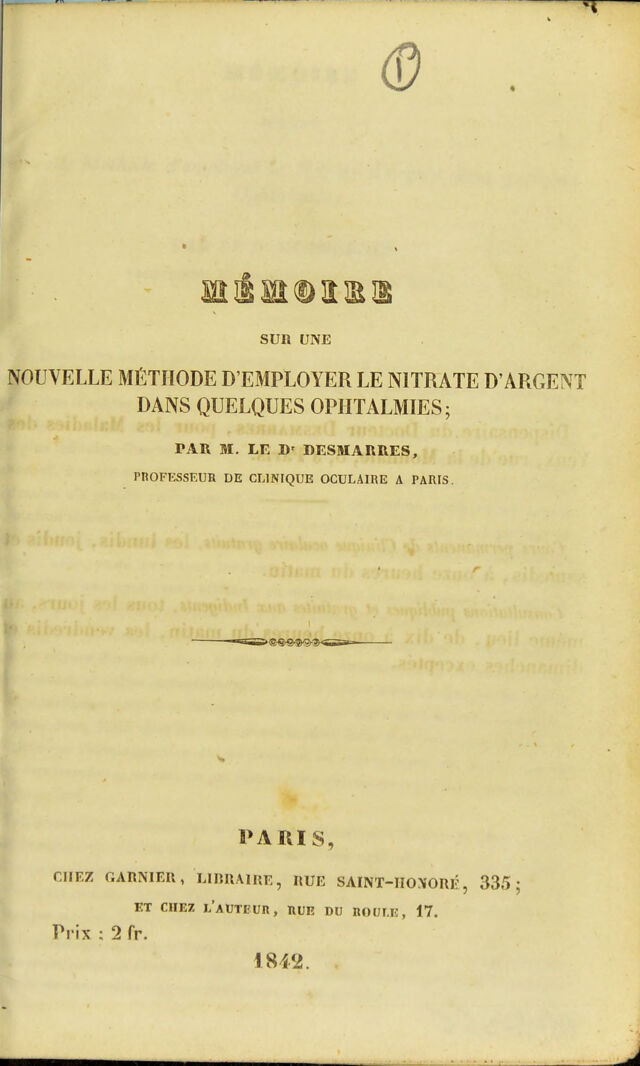 MÉMOIRE
SUR UNE
NOUVELLE MÉTHODE D'EMPLOYER LE NITRATE D'ARGENT
DANS QUELQUES OPHTALMIES;
PAR M. LE Dr DESMARRES,
PROFESSEUR DE CLINIQUE OCULAIRE A PARIS.
PARIS,
CHEZ GARNIER, LIBRAIRE, RUE SAINT-HONORÉ, 335;
ET CHEZ L'AUTEUR, RUE DU ROULE, 17.
Prix : 2 fr.
1842.